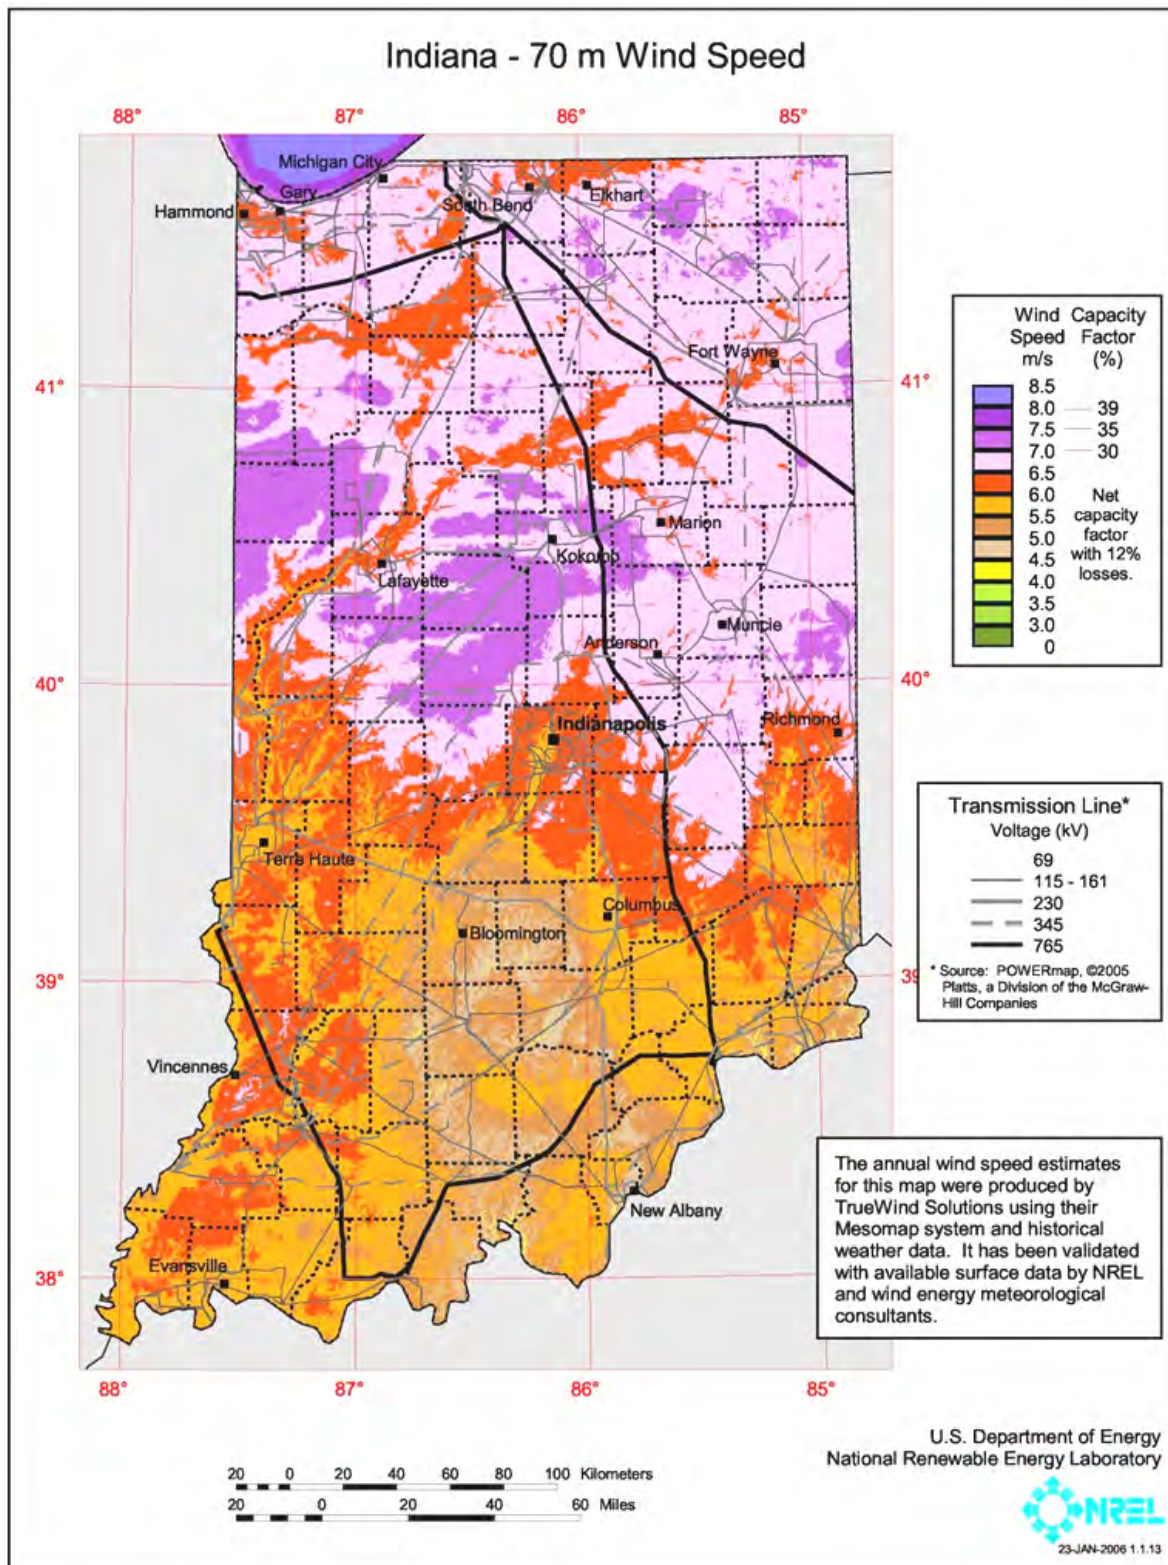 Indiana - 70 m Wind Speed
88° 87° 86° 85°
Michigan City
Gary
Hammond
South Bend
Elkhart
Fort Wayne
41° 41°
Marion
Kokomo
Lafayette
Muncie
Anderson
40° 40°
Richmond
Indianapolis
Terre Haute
Columbus
Bloomington
39° 39
Vincennes
New Albany
Evansville
38°
88° 87° 86° 85°
Wind Capacity
Speed Factor
m/s (%)
8.5
8.0 39
7.5 35
7.0 30
6.5
6.0 Net
5.5 capacity
5.0 factor
4.5 with 12%
4.0 losses.
3.5
3.0
0
Transmission Line*
Voltage (kV)
69
115 - 161
230
345
765
* Source: POWERmap, ©2005
Platts, a Division of the McGraw-
Hill Companies
The annual wind speed estimates
for this map were produced by
TrueWind Solutions using their
Mesomap system and historical
weather data. It has been validated
with available surface data by NREL
and wind energy meteorological
consultants.
U.S. Department of Energy
National Renewable Energy Laboratory
20 0 20 40 60 80 100 Kilometers
20 0 20 40 60 Miles
NREL
23-JAN-2006 1.1.13